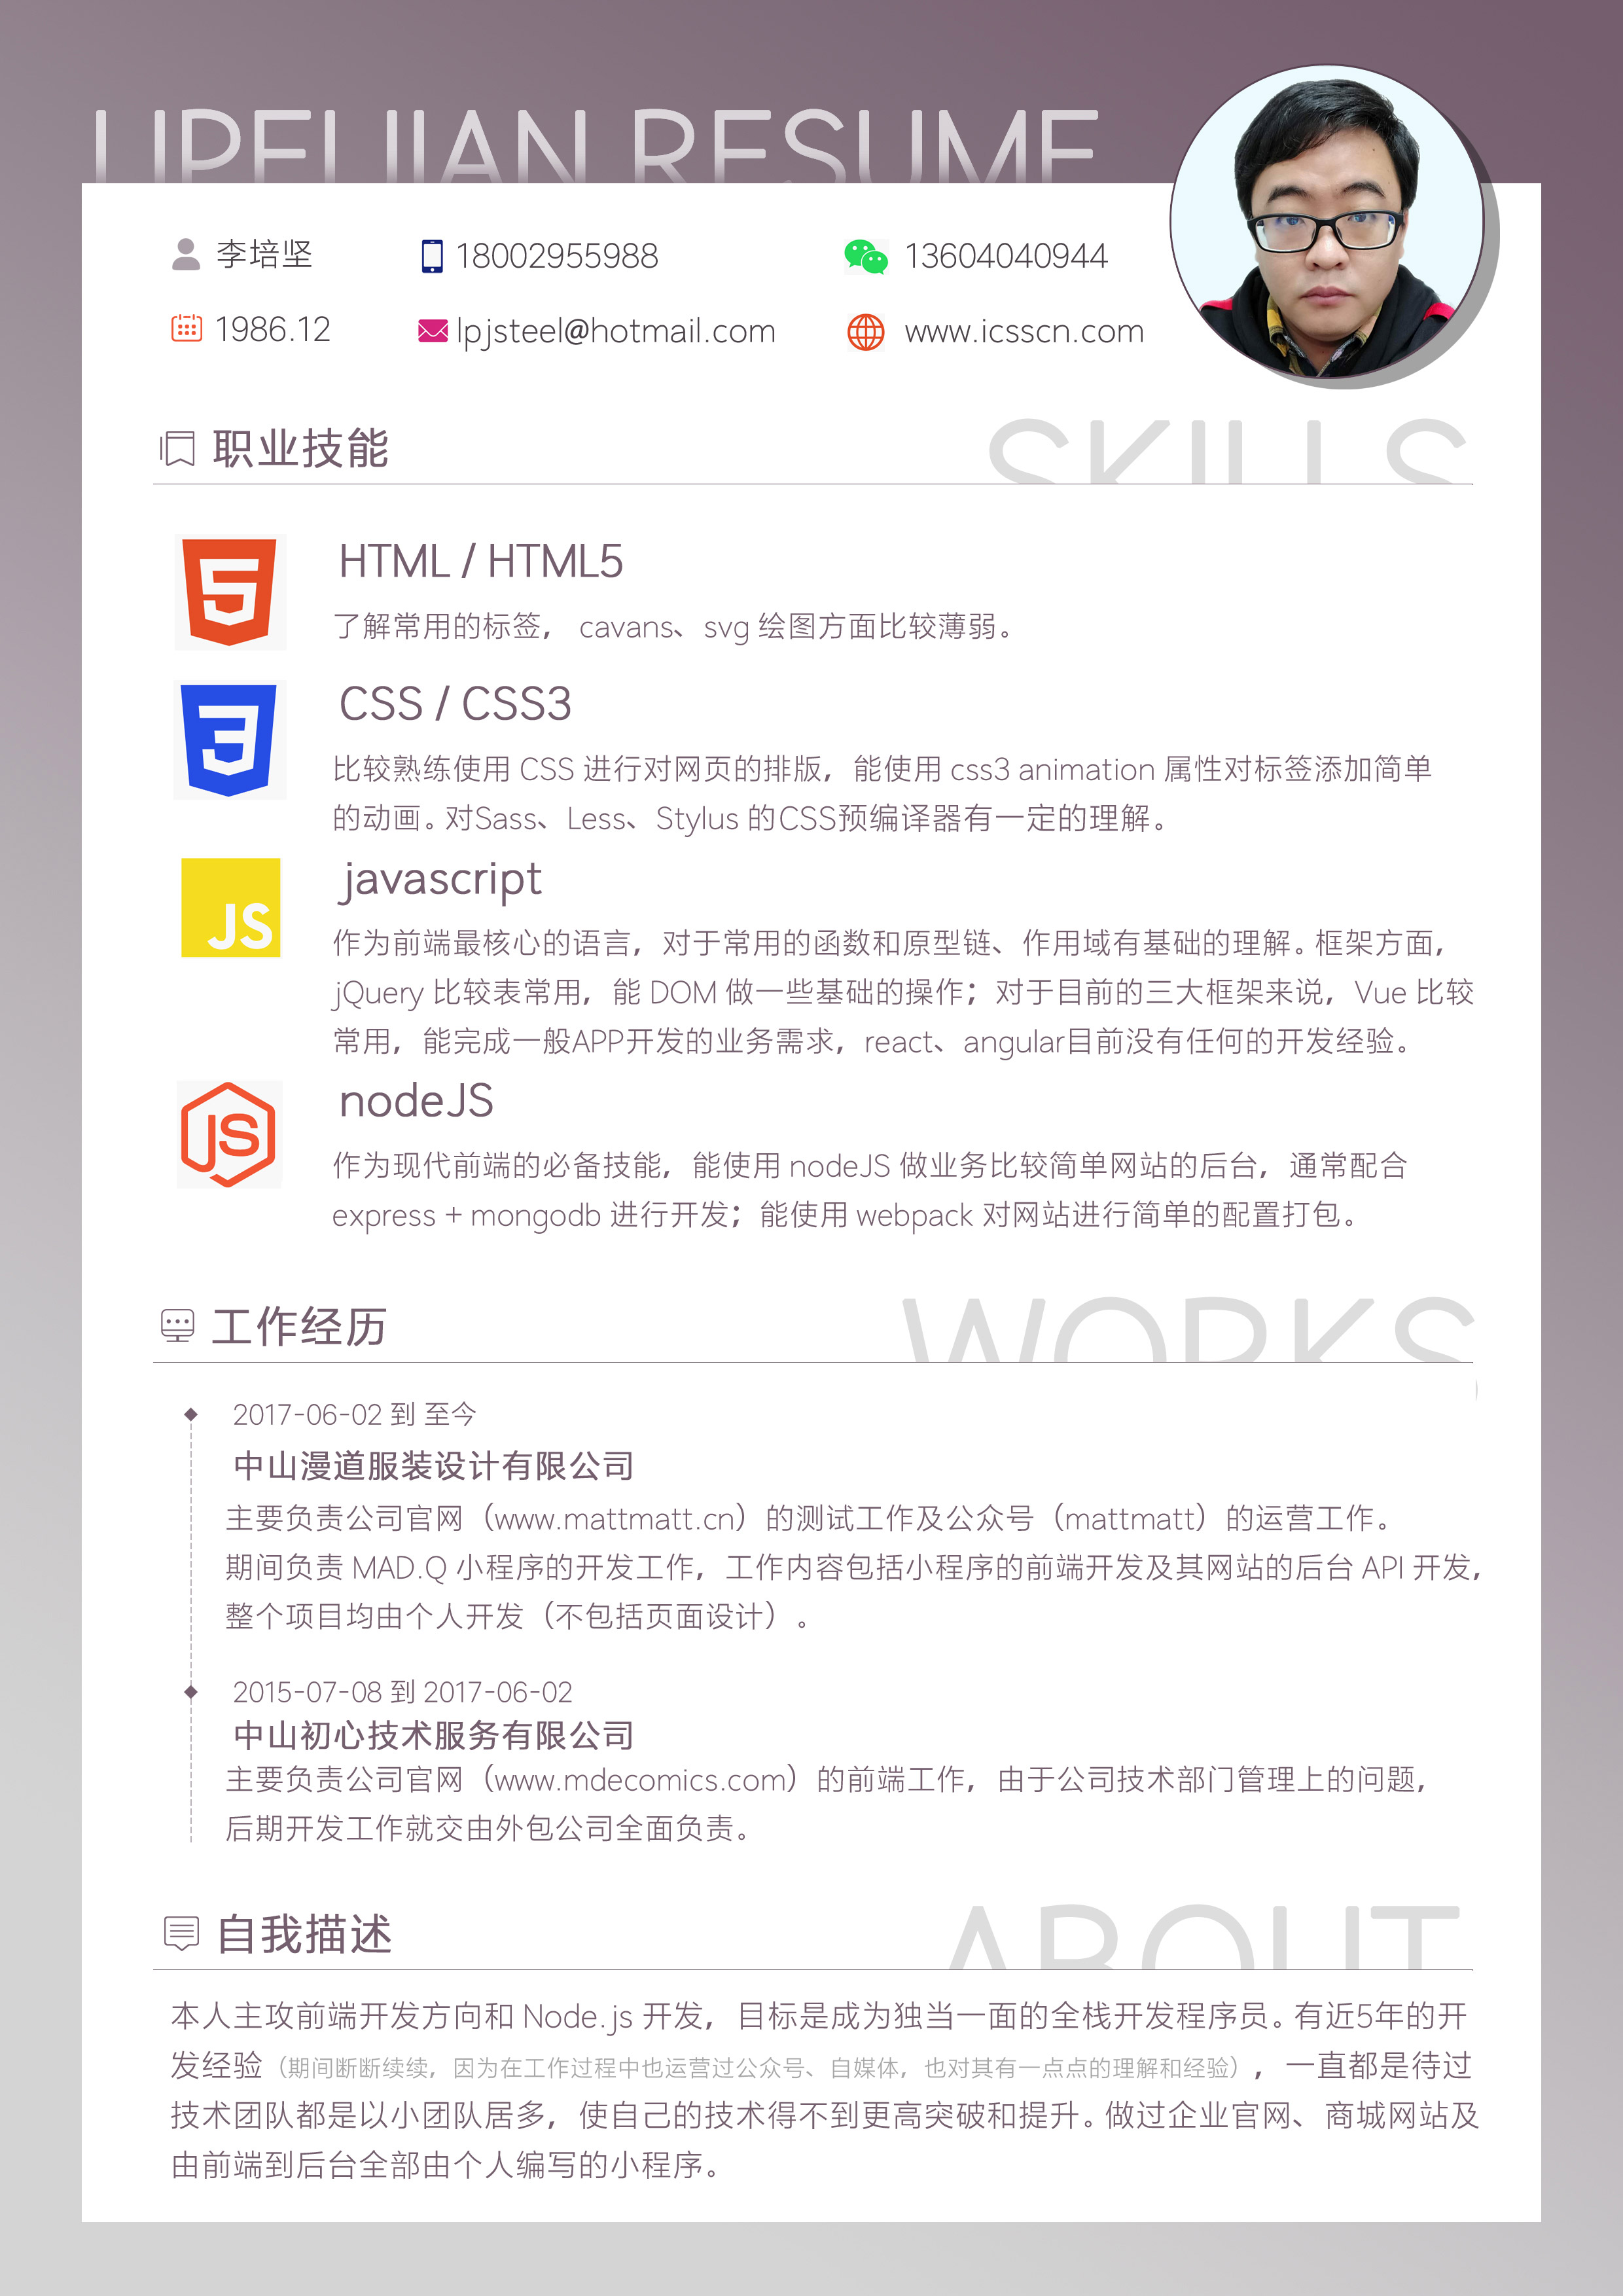 LIPEIJIAN RESUME
李培坚
18002955988
13604040944
1986.12
lpjsteel@hotmail.com
www.icsscn.com
职业技能
SKILLS
5
HTML / HTML5
了解常用的标签， cavans、svg 绘图方面比较薄弱。
3
CSS / CSS3
比较熟练使用 CSS 进行对网页的排版，能使用 css3 animation 属性对标签添加简单
的动画。对Sass、Less、Stylus 的CSS预编译器有一定的理解。
JS
javascript
作为前端最核心的语言，对于常用的函数和原型链、作用域有基础的理解。框架方面，
jQuery 比较表常用，能 DOM 做一些基础的操作；对于目前的三大框架来说，Vue 比较
常用，能完成一般APP开发的业务需求，react、angular目前没有任何的开发经验。
JS
nodeJS
作为现代前端的必备技能，能使用 nodeJS 做业务比较简单网站的后台，通常配合
express + mongodb 进行开发；能使用 webpack 对网站进行简单的配置打包。
工作经历
WORKS
2017-06-02 到 至今
中山漫道服装设计有限公司
主要负责公司官网（www.mattmatt.cn）的测试工作及公众号（mattmatt）的运营工作。
期间负责 MAD.Q 小程序的开发工作，工作内容包括小程序的前端开发及其网站的后台 API 开发，
整个项目均由个人开发（不包括页面设计）。
2015-07-08 到 2017-06-02
中山初心技术服务有限公司
主要负责公司官网（www.mdecomics.com）的前端工作，由于公司技术部门管理上的问题，
后期开发工作就交由外包公司全面负责。
自我描述
ABOUT
本人主攻前端开发方向和 Node.js 开发，目标是成为独当一面的全栈开发程序员。有近5年的开
发经验（期间断断续续，因为在工作过程中也运营过公众号、自媒体，也对其有一点点的理解和经验），一直都是待过
技术团队都是以小团队居多，使自己的技术得不到更高突破和提升。做过企业官网、商城网站及
由前端到后台全部由个人编写的小程序。